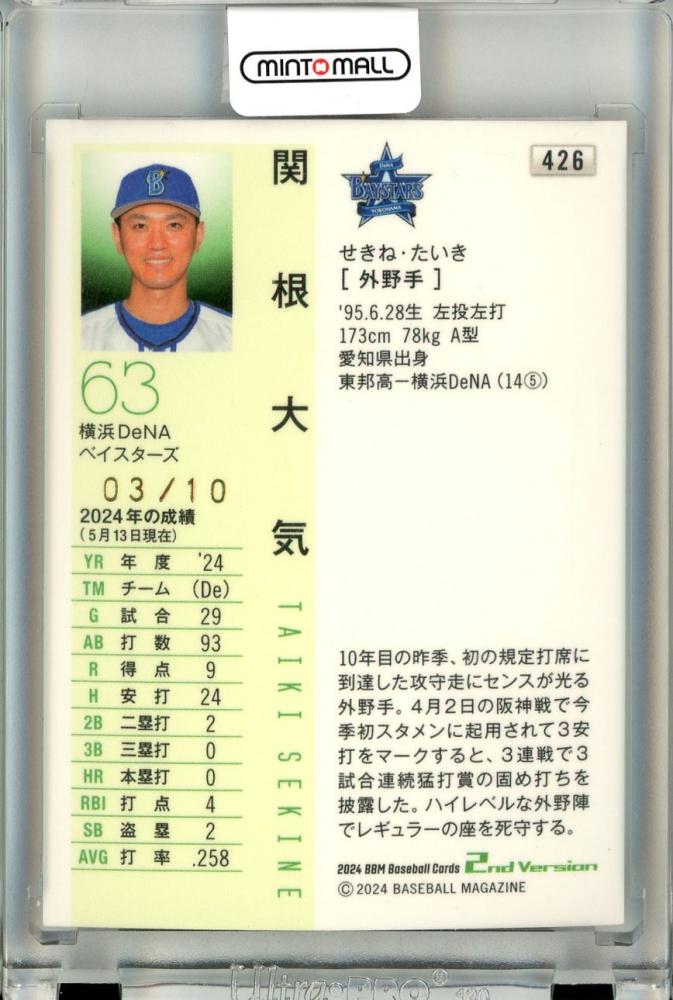 MINTOMALL
426
DeNA
BAYSTARS
YOKOHAMA
関根大気
TAIKI SEKINE
せきね・たいき
[ 外野手 ]
'95.6.28生 左投左打
173cm 78kg A型
愛知県出身
東邦高ー横浜DeNA (14⑤)
63
横浜DeNA
ベイスターズ
03/10
2024年の成績
(5月13日現在)
YR 年度 '24
TM チーム (De)
G 試合 29
AB 打数 93
R 得点 9
H 安打 24
2B 二塁打 2
3B 三塁打 0
HR 本塁打 0
RBI 打点 4
SB 盗塁 2
AVG 打率 .258
10年目の昨季、初の規定打席に
到達した攻守走にセンスが光る
外野手。4月2日の阪神戦で今
季初スタメンに起用されて3安
打をマークすると、3連戦で3
試合連続猛打賞の固め打ちを
披露した。ハイレベルな外野陣
でレギュラーの座を死守する。
2024 BBM Baseball Cards 2nd Version
©2024 BASEBALL MAGAZINE
Ultra PRO® 130